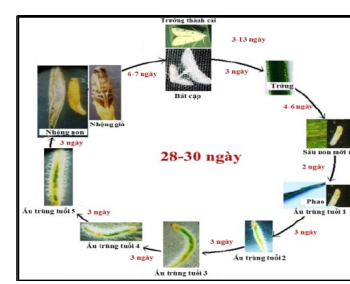 Trưởng thành cái
3-13 ngày
6-7 ngày
3 ngày
Bắt cặp
Trứng
4-6 ngày
Nhộng non
Nhộng già
3 ngày
28-30 ngày
Sâu non mới n
2 ngày
Phao
Ấu trùng tuổi 1
Ấu trùng tuổi 5
3 ngày
3 ngày
Ấu trùng tuổi 4
3 ngày
3 ngày
Ấu trùng tuổi 2
3 ngày
Ấu trùng tuổi 3